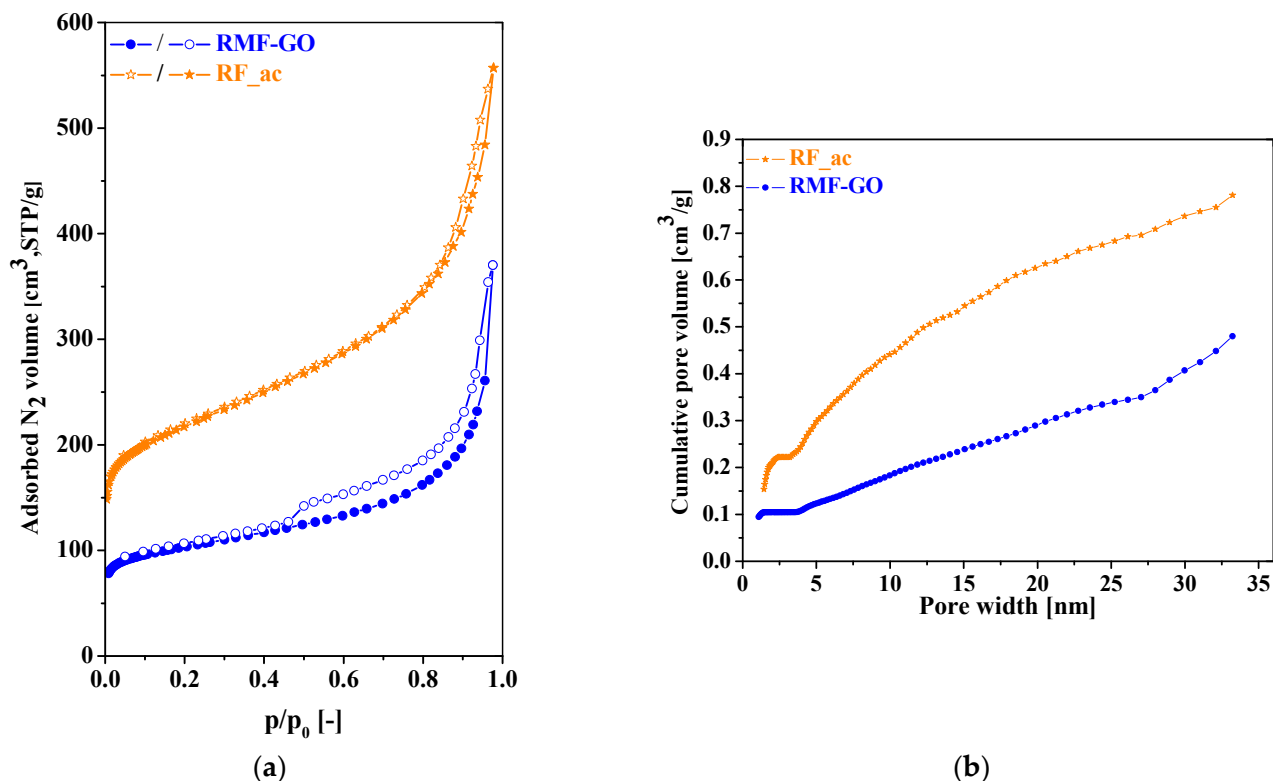 600
500
400
300
200
100
0
Adsorbed N2 volume [cm3,STP/g]
/ RMF-GO
/ RF_ac
0.0 0.2 0.4 0.6 0.8 1.0
p/p0 [-]
(a)
0.9
0.8
0.7
0.6
0.5
0.4
0.3
0.2
0.1
0.0
Cumulative pore volume [cm3/g]
RF_ac
RMF-GO
0 5 10 15 20 25 30 35
Pore width [nm]
(b)